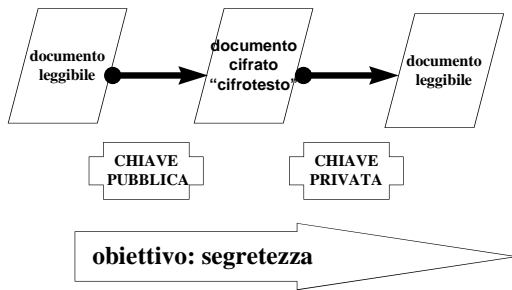 documento
leggibile
documento
cifrato
“cifrotesto”
documento
leggibile
CHIAVE
PUBBLICA
CHIAVE
PRIVATA
obiettivo: segretezza